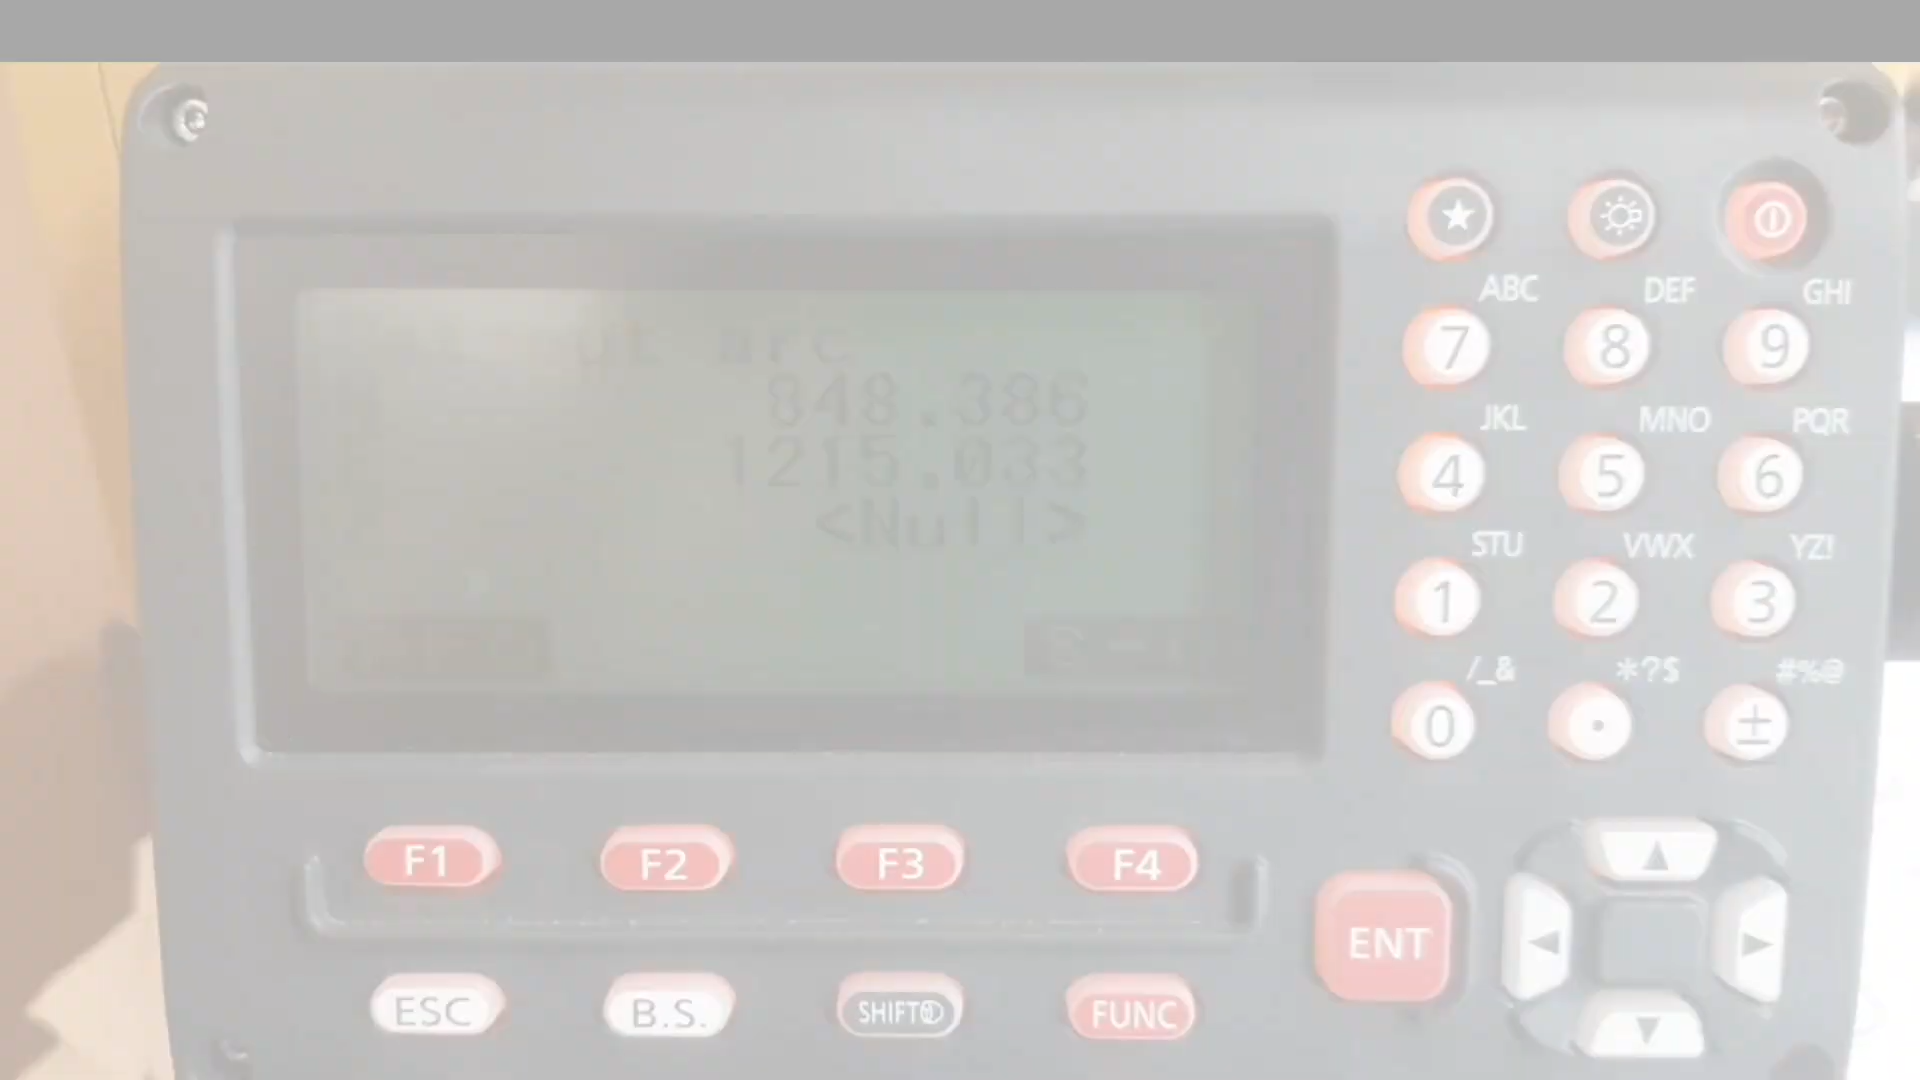 arc
848.386
1215.033
<Null>
ABC DEF GHI
7 8 9
JKL MNO PQR
4 5 6
STU VWX YZ!
1 2 3
/_& *?$ #%@
0 . ±
F1 F2 F3 F4
ENT
ESC B.S. SHIFT FUNC